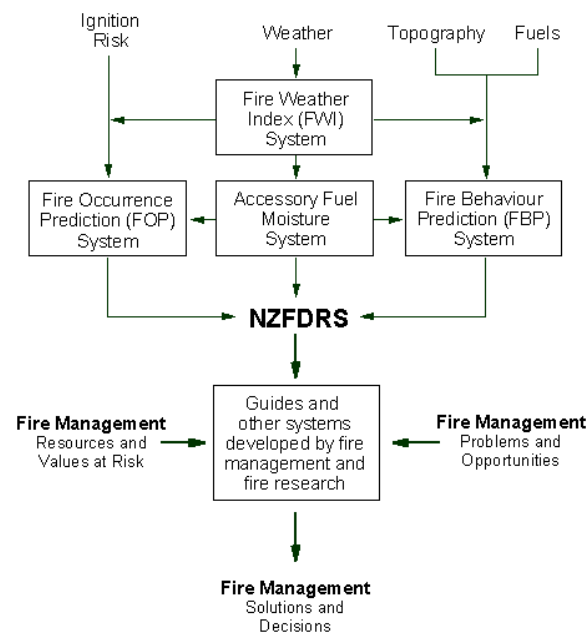 Ignition
Risk
Weather
Topography
Fuels
Fire Weather
Index (FWI)
System
Fire Occurrence
Prediction (FOP)
System
Accessory Fuel
Moisture
System
Fire Behaviour
Prediction (FBP)
System
NZFDRS
Fire Management
Resources and
Values at Risk
Guides and
other systems
developed by fire
management and
fire research
Fire Management
Problems and
Opportunities
Fire Management
Solutions and
Decisions